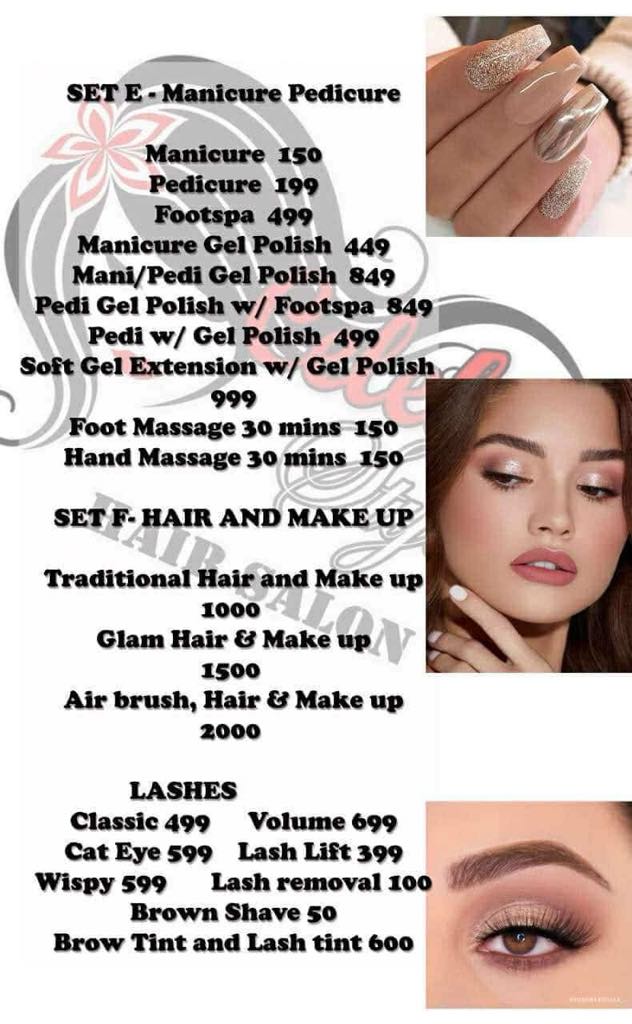 SET E - Manicure Pedicure
Manicure 150
Pedicure 199
Footspa 499
Manicure Gel Polish 449
Mani/Pedi Gel Polish 849
Pedi Gel Polish w/ Footspa 849
Pedi w/ Gel Polish 499
Soft Gel Extension w/ Gel Polish
999
Foot Massage 30 mins 150
Hand Massage 30 mins 150
SET F- HAIR AND MAKE UP
Traditional Hair and Make up
1000
Glam Hair & Make up
1500
Air brush, Hair & Make up
2000
HAIR SALON
LASHES
Classic 499 Volume 699
Cat Eye 599 Lash Lift 399
Wispy 599 Lash removal 100
Brown Shave 50
Brow Tint and Lash tint 600